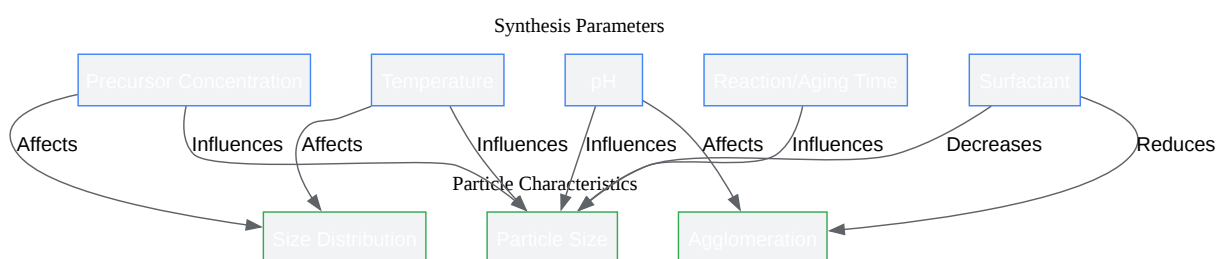 Synthesis Parameters
Precursor Concentration
Temperature
pH
Reaction/Aging Time
Surfactant
Affects
Influences
Affects
Influences
Influences
Affects
Influences
Decreases
Reduces
Particle Characteristics
Size Distribution
Particle Size
Agglomeration